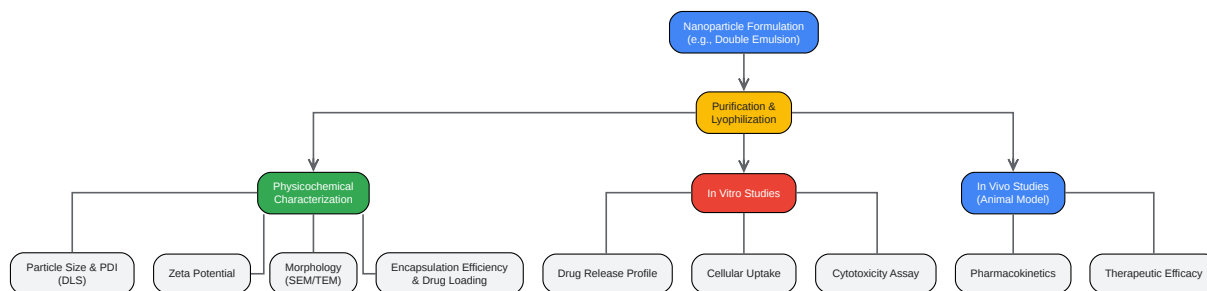 Nanoparticle Formulation
(e.g., Double Emulsion)
Purification &
Lyophilization
Physicochemical
Characterization
In Vitro Studies
In Vivo Studies
(Animal Model)
Particle Size & PDI
(DLS)
Zeta Potential
Morphology
(SEM/TEM)
Encapsulation Efficiency
& Drug Loading
Drug Release Profile
Cellular Uptake
Cytotoxicity Assay
Pharmacokinetics
Therapeutic Efficacy